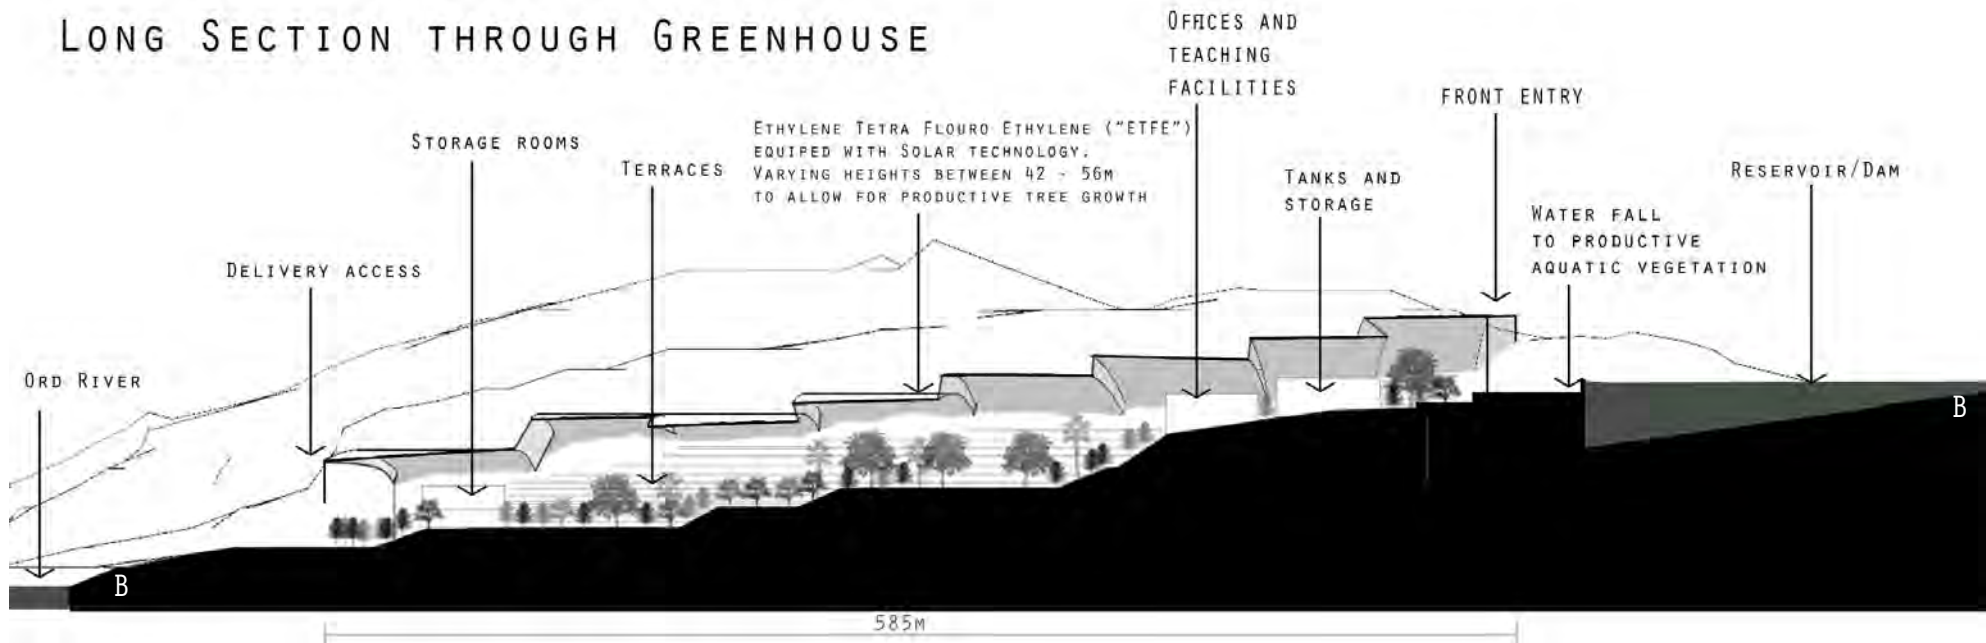 LONG SECTION THROUGH GREENHOUSE
OFFICES AND
TEACHING
FACILITIES
FRONT ENTRY
STORAGE ROOMS
TERRACES
ETHYLENE TETRA FLOURO ETHYLENE ("ETFE")
EQUIPED WITH SOLAR TECHNOLOGY.
VARYING HEIGHTS BETWEEN 42 - 56M
TO ALLOW FOR PRODUCTIVE TREE GROWTH
TANKS AND
STORAGE
RESERVOIR/DAM
WATER FALL
TO PRODUCTIVE
AQUATIC VEGETATION
DELIVERY ACCESS
ORD RIVER
B
B
585M